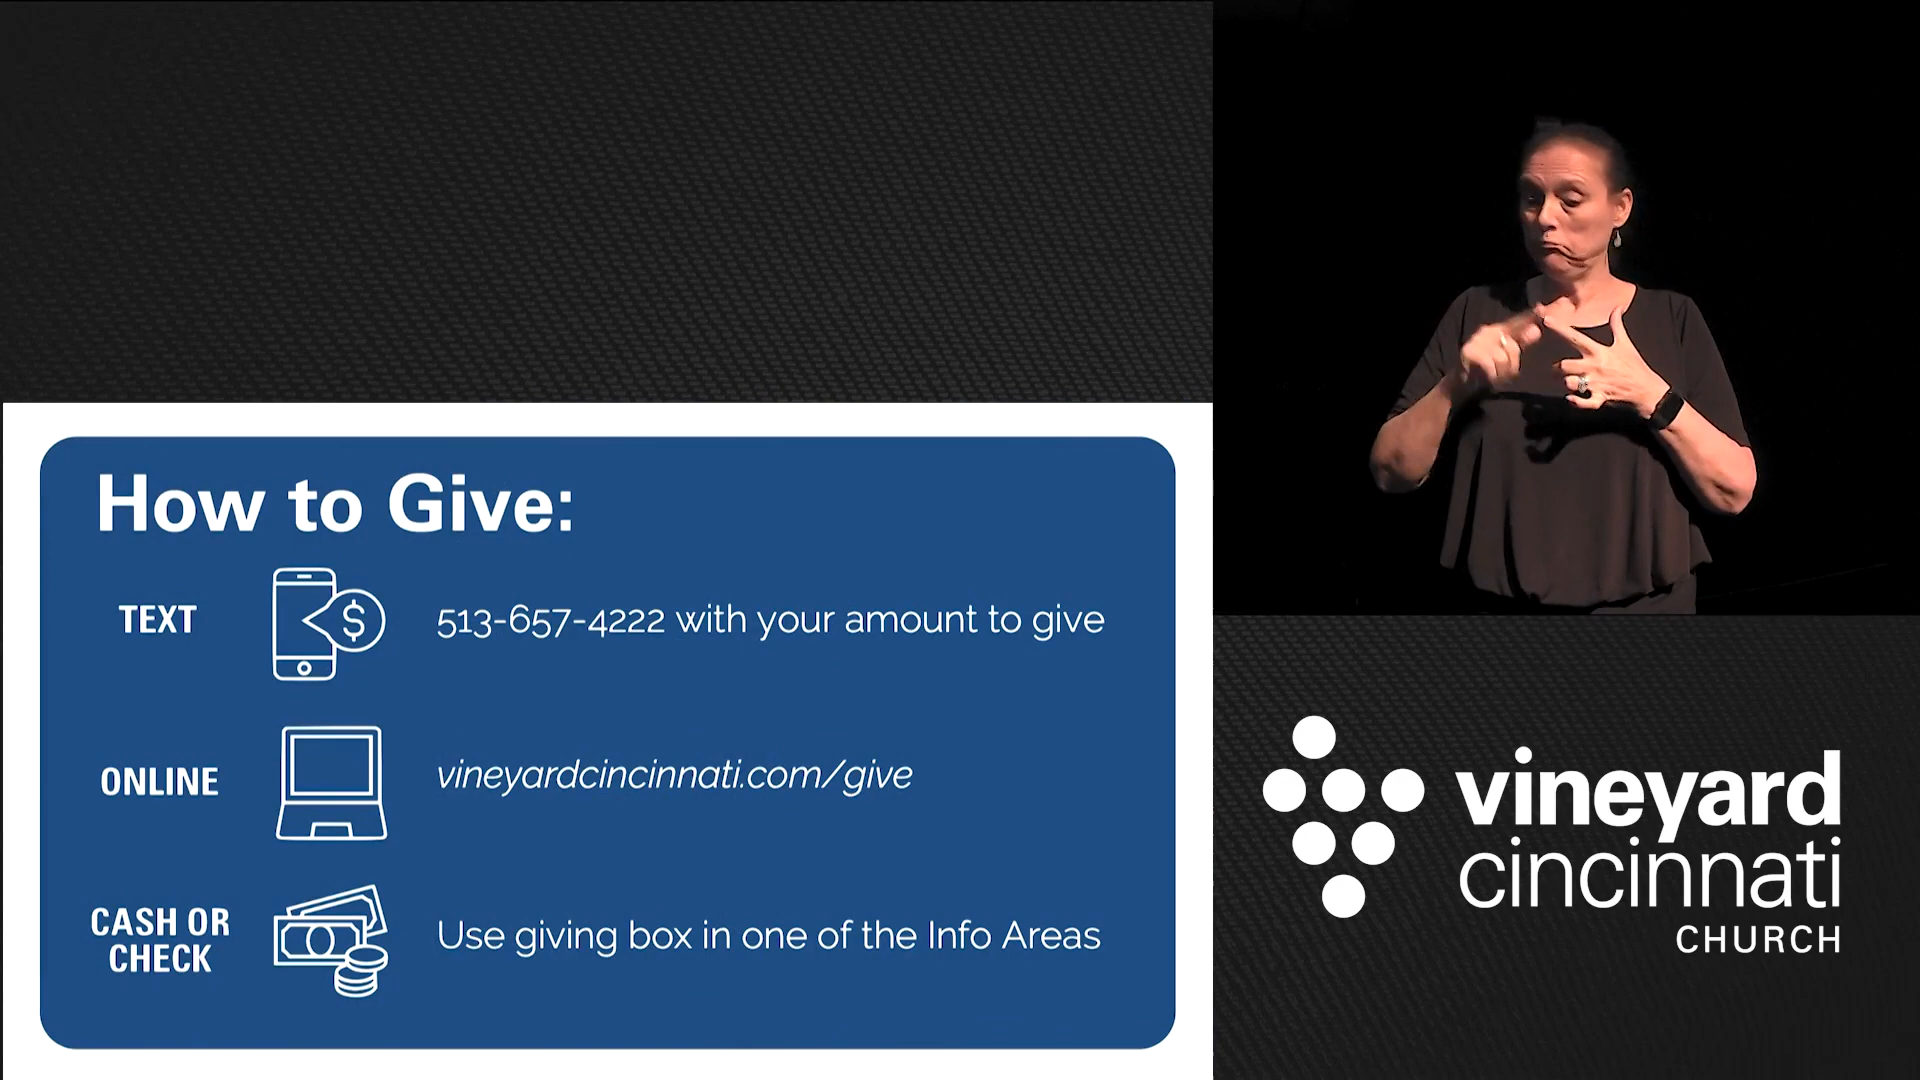 How to Give:
TEXT
$
513-657-4222 with your amount to give
ONLINE
vineyardcincinnati.com/give
CASH OR
CHECK
Use giving box in one of the Info Areas
vineyard
cincinnati
CHURCH